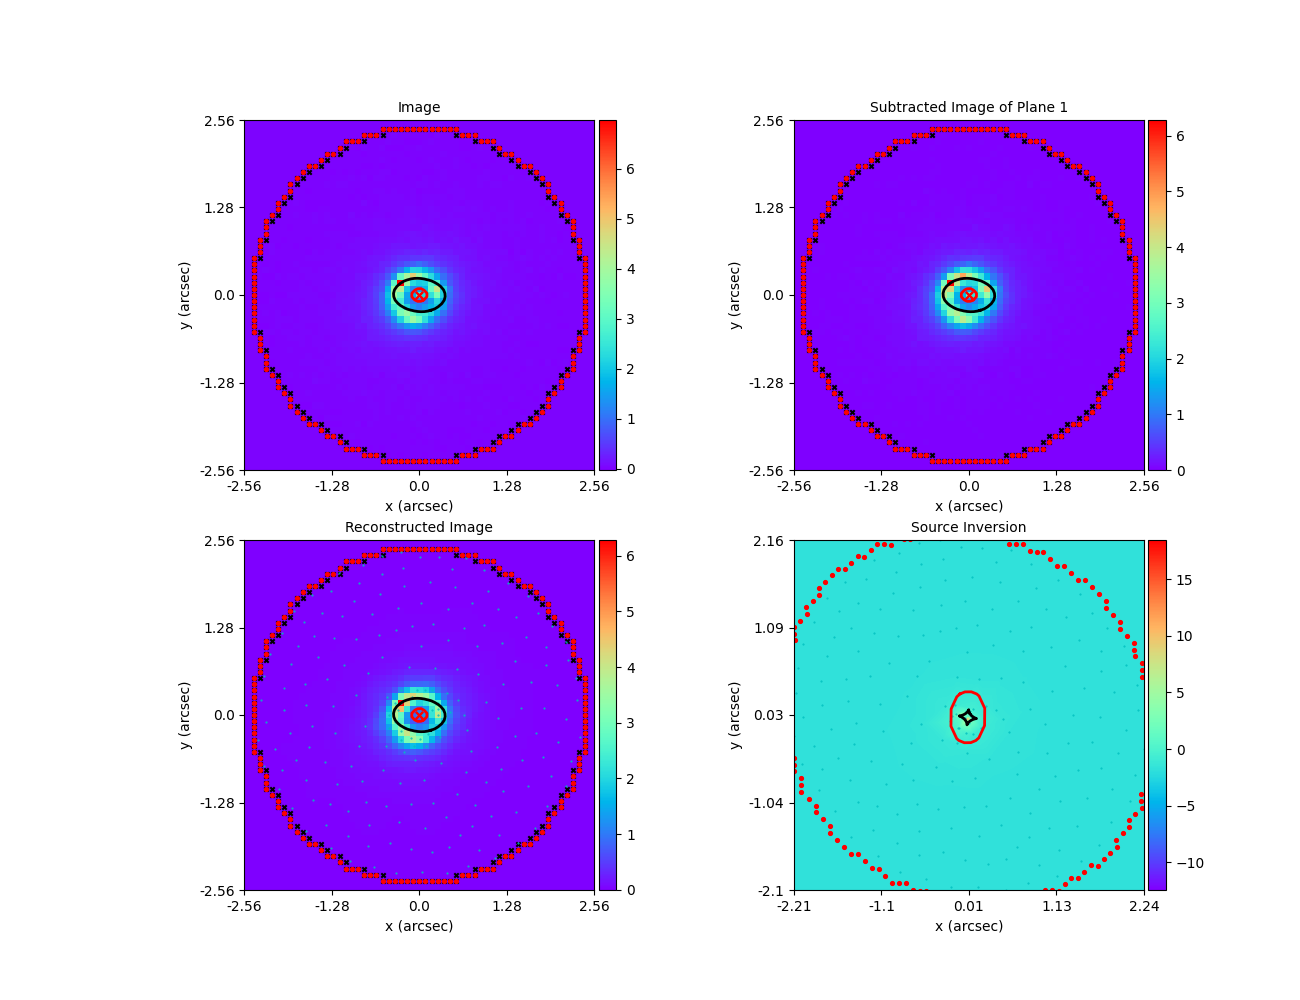 Image
2.56
1.28
0.0
-1.28
-2.56
y (arcsec)
-2.56 -1.28 0.0 1.28 2.56
x (arcsec)
6
5
4
3
2
1
0
Subtracted Image of Plane 1
2.56
1.28
0.0
-1.28
-2.56
y (arcsec)
-2.56 -1.28 0.0 1.28 2.56
x (arcsec)
6
5
4
3
2
1
0
Reconstructed Image
2.56
1.28
0.0
-1.28
-2.56
y (arcsec)
-2.56 -1.28 0.0 1.28 2.56
x (arcsec)
6
5
4
3
2
1
0
Source Inversion
2.16
1.09
0.03
-1.04
-2.1
y (arcsec)
-2.21 -1.1 0.01 1.13 2.24
x (arcsec)
15
10
5
0
−5
−10